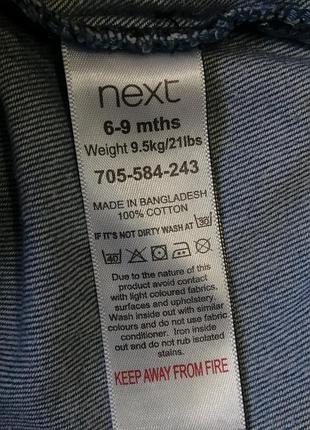 next
6-9 mths
Weight 9.5kg/21lbs
705-584-243
MADE IN BANGLADESH
100% COTTON
IF IT'S NOT DIRTY WASH AT 30
40
Due to the nature of this
product avoid contact
with light coloured fabrics,
surfaces and upholstery.
Wash inside out with similar
colours and do not use optical
conditioner. Iron inside
out and do not rub isolated
stains.
KEEP AWAY FROM FIRE